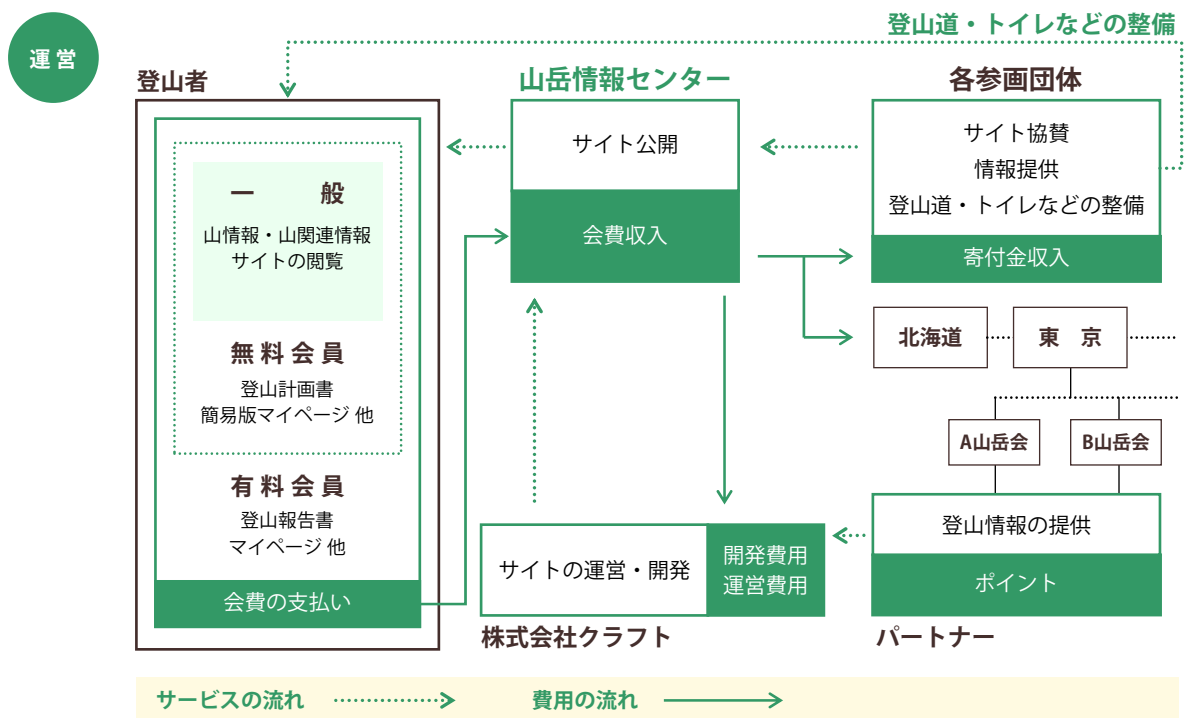 運営
登山道・トイレなどの整備
登山者
山岳情報センター
各参画団体
一　般
山情報・山関連情報
サイトの閲覧
無料会員
登山計画書
簡易版マイページ 他
有料会員
登山報告書
マイページ 他
会費の支払い
サイト公開
会費収入
サイト協賛
情報提供
登山道・トイレなどの整備
寄付金収入
北海道
東　京
A山岳会
B山岳会
サイトの運営・開発
開発費用
運営費用
株式会社クラフト
登山情報の提供
ポイント
パートナー
サービスの流れ
費用の流れ